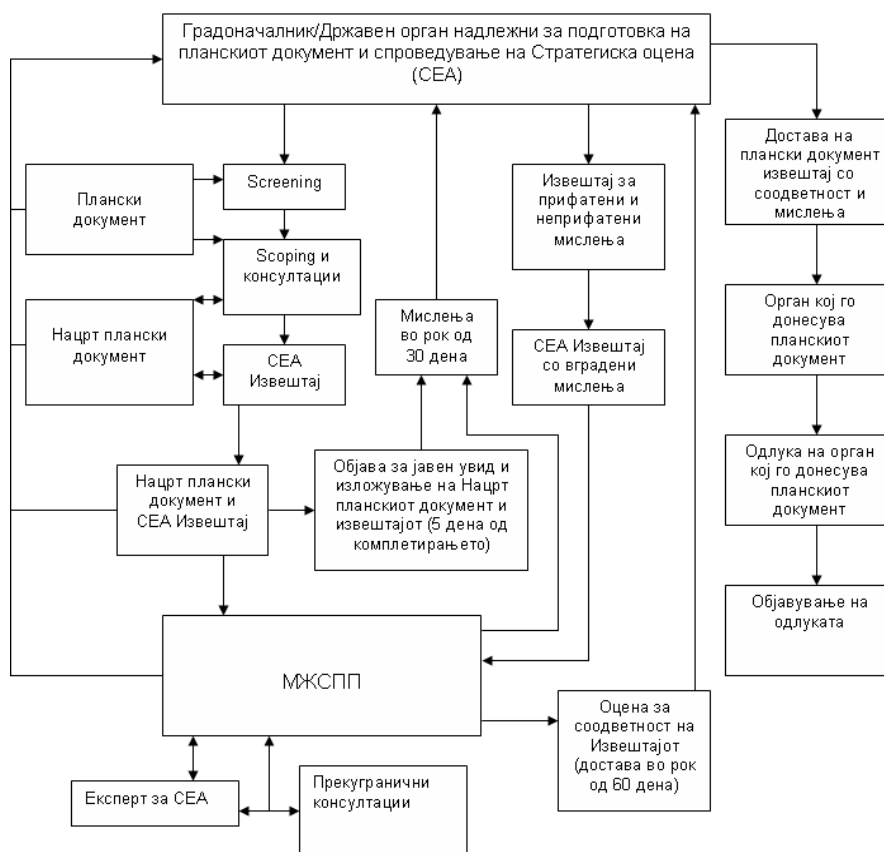 Градоначалник/Државен орган надлежни за подготовка на
планскиот документ и спроведување на Стратегиска оцена
(СЕА)
Плански
документ
Screening
Scoping и
консултации
Нацрт плански
документ
СЕА
Извештај
Нацрт плански
документ и
СЕА Извештај
Објава за јавен увид и
изложување на Нацрт
планскиот документ и
извештајот (5 дена од
комплетирањето)
Мислења
во рок од
30 дена
Извештај за
прифатени и
неприфатени
мислења
СЕА Извештај
со вградени
мислења
Достава на
плански документ
извештај со
соодветност и
мислења
Орган кој го
донесува
планскиот
документ
Одлука на орган
кој го донесува
планскиот
документ
Објавување на
одлуката
МЖСПП
Оцена за
соодветност на
Извештајот
(достава во рок
од 60 дена)
Експерт за СЕА
Прекугранични
консултации